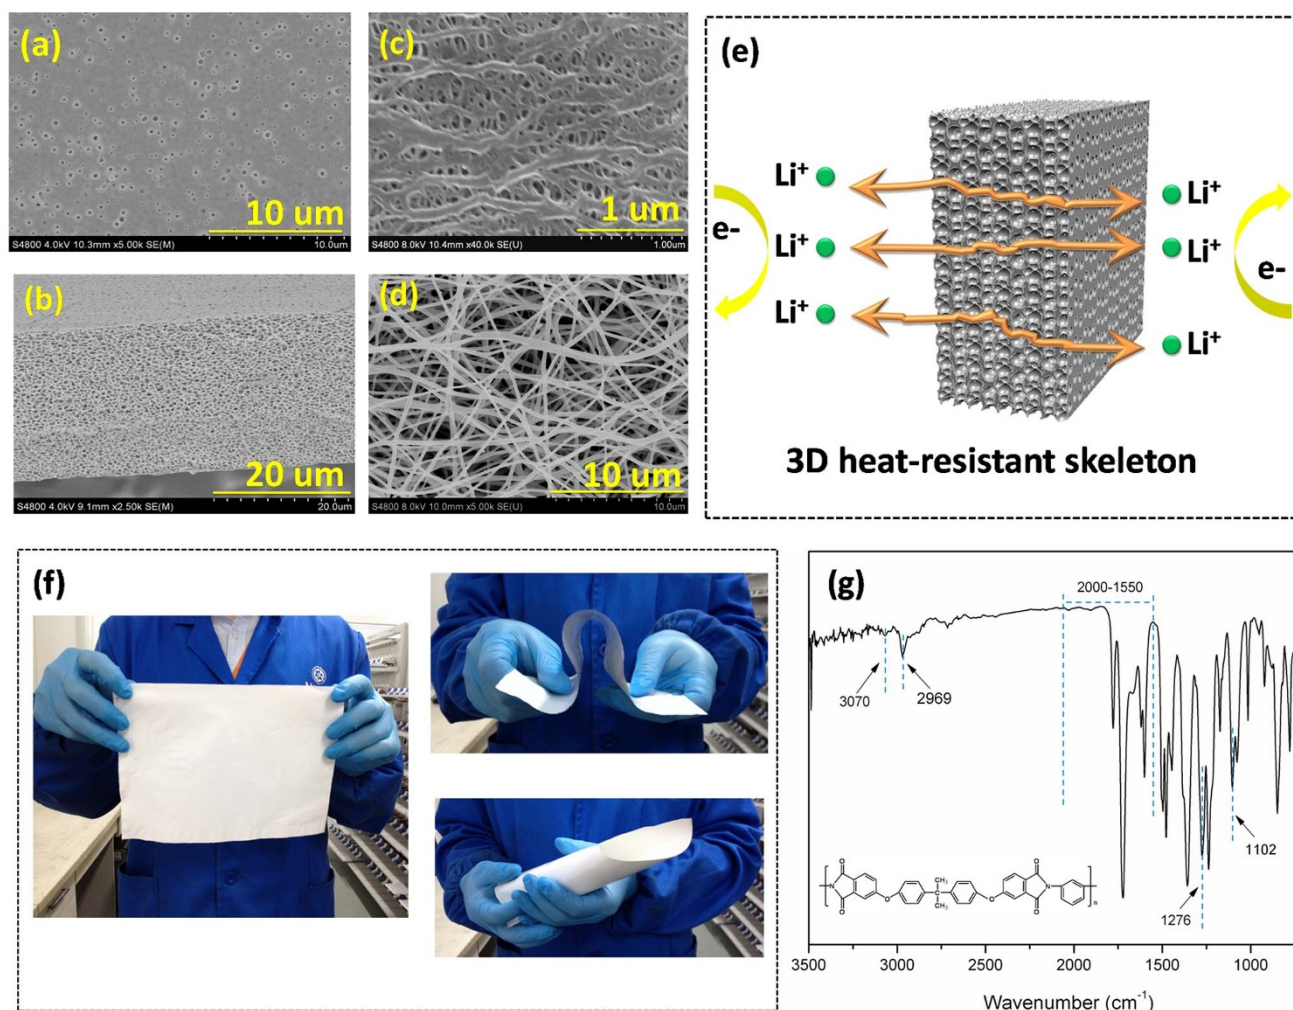 (a)
10 um
S4800 4.0kV 10.3mm x5.00k SE(M)
10.0um
(c)
1 um
S4800 8.0kV 10.4mm x40.0k SE(U)
1.00um
(b)
20 um
S4800 4.0kV 9.1mm x2.50k SE(M)
20.0um
(d)
10 um
S4800 8.0kV 10.0mm x5.00k SE(U)
10.0um
(e)
Li⁺
Li⁺
Li⁺
e-
Li⁺
Li⁺
Li⁺
e-
3D heat-resistant skeleton
(f)
(g)
2000-1550
3070
2969
1102
1276
O
O
N
O
O
CH₃
C
CH₃
O
O
N
O
n
3500
3000
2500
2000
1500
1000
Wavenumber (cm⁻¹)